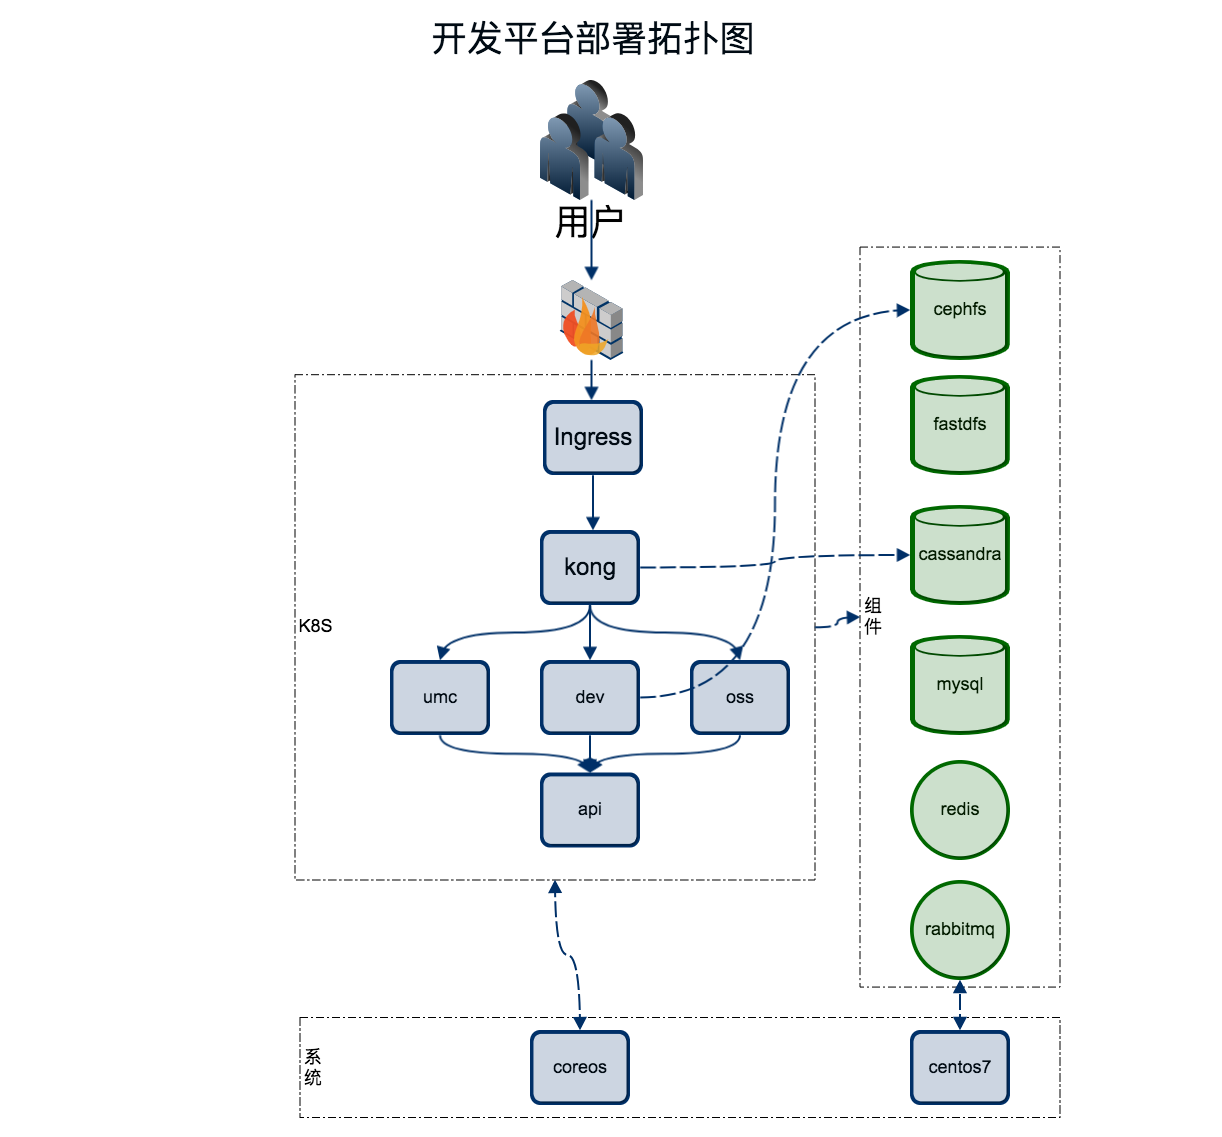 开发平台部署拓扑图
用户
cephfs
fastdfs
Ingress
kong
cassandra
K8S
组
件
umc
dev
oss
mysql
api
redis
rabbitmq
系
统
coreos
centos7